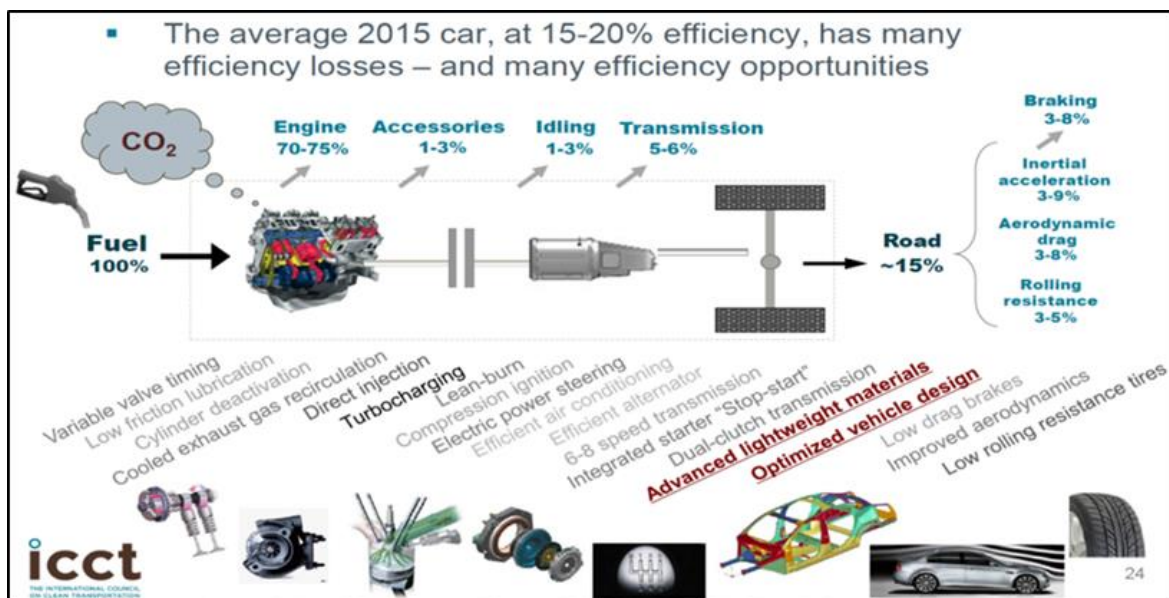 ▪ The average 2015 car, at 15-20% efficiency, has many
efficiency losses – and many efficiency opportunities
CO2
Engine
70-75%
Accessories
1-3%
Idling
1-3%
Transmission
5-6%
Braking
3-8%
Inertial
acceleration
3-9%
Aerodynamic
drag
3-8%
Rolling
resistance
3-5%
Fuel
100%
Road
~15%
Variable valve timing
Low friction lubrication
Cylinder deactivation
Cooled exhaust gas recirculation
Direct injection
Turbocharging
Lean-burn
Compression ignition
Electric power steering
Efficient air conditioning
Efficient alternator
6-8 speed transmission
Integrated starter "Stop-start"
Dual-clutch transmission
Advanced lightweight materials
Optimized vehicle design
Low drag brakes
Improved aerodynamics
Low rolling resistance tires
icct
THE INTERNATIONAL COUNCIL
ON CLEAN TRANSPORTATION
24